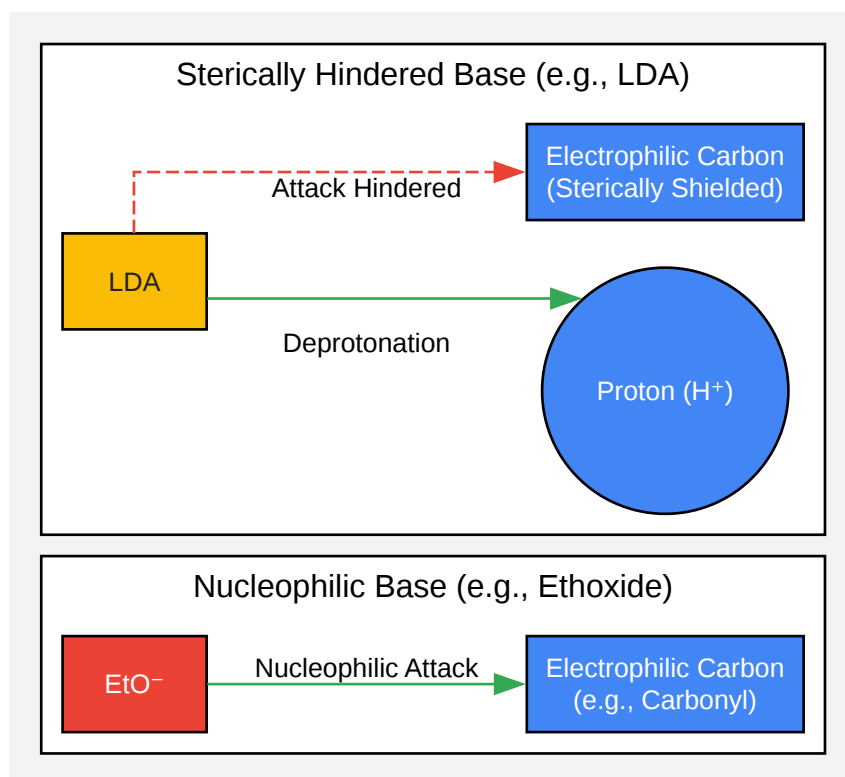 Sterically Hindered Base (e.g., LDA)
Electrophilic Carbon
(Sterically Shielded)
Attack Hindered
LDA
Deprotonation
Proton (H⁺)
Nucleophilic Base (e.g., Ethoxide)
EtO⁻
Nucleophilic Attack
Electrophilic Carbon
(e.g., Carbonyl)